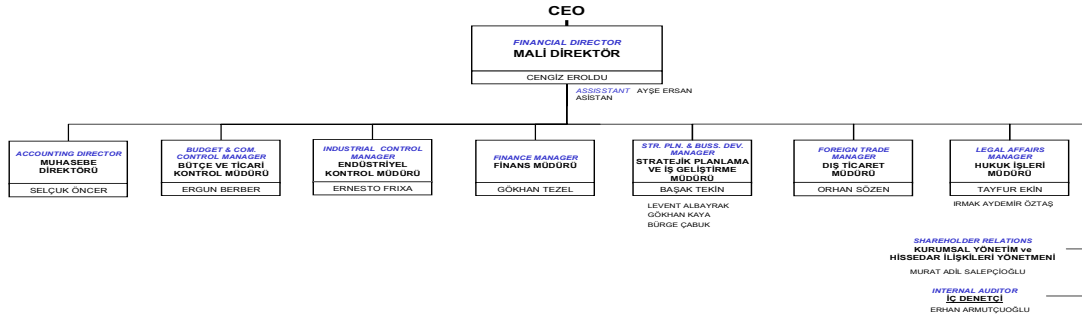 CEO
FINANCIAL DIRECTOR
MALİ DİREKTÖR
CENGİZ EROLDU
ASSISSTANT AYŞE ERSAN
ASİSTAN
ACCOUNTING DIRECTOR
MUHASEBE
DİREKTÖRÜ
SELÇUK ÖNCER
BUDGET & COM.
CONTROL MANAGER
BÜTÇE VE TİCARİ
KONTROL MÜDÜRÜ
ERGUN BERBER
INDUSTRIAL CONTROL
MANAGER
ENDÜSTRİYEL
KONTROL MÜDÜRÜ
ERNESTO FRIXA
FINANCE MANAGER
FİNANS MÜDÜRÜ
GÖKHAN TEZEL
STR. PLN. & BUSS. DEV.
MANAGER
STRATEJİK PLANLAMA
VE İŞ GELİŞTİRME
MÜDÜRÜ
BAŞAK TEKİN
LEVENT ALBAYRAK
GÖKHAN KAYA
BÜRGE ÇABUK
FOREIGN TRADE
MANAGER
DIŞ TİCARET
MÜDÜRÜ
ORHAN SÖZEN
LEGAL AFFAIRS
MANAGER
HUKUK İŞLERİ
MÜDÜRÜ
TAYFUR EKİN
IRMAK AYDEMİR ÖZTAŞ
SHAREHOLDER RELATIONS
KURUMSAL YÖNETİM ve
HİSSEDAR İLİŞKİLERİ YÖNETMENİ
MURAT ADİL SALEPÇİOĞLU
INTERNAL AUDITOR
İÇ DENETÇİ
ERHAN ARMUTÇUOĞLU